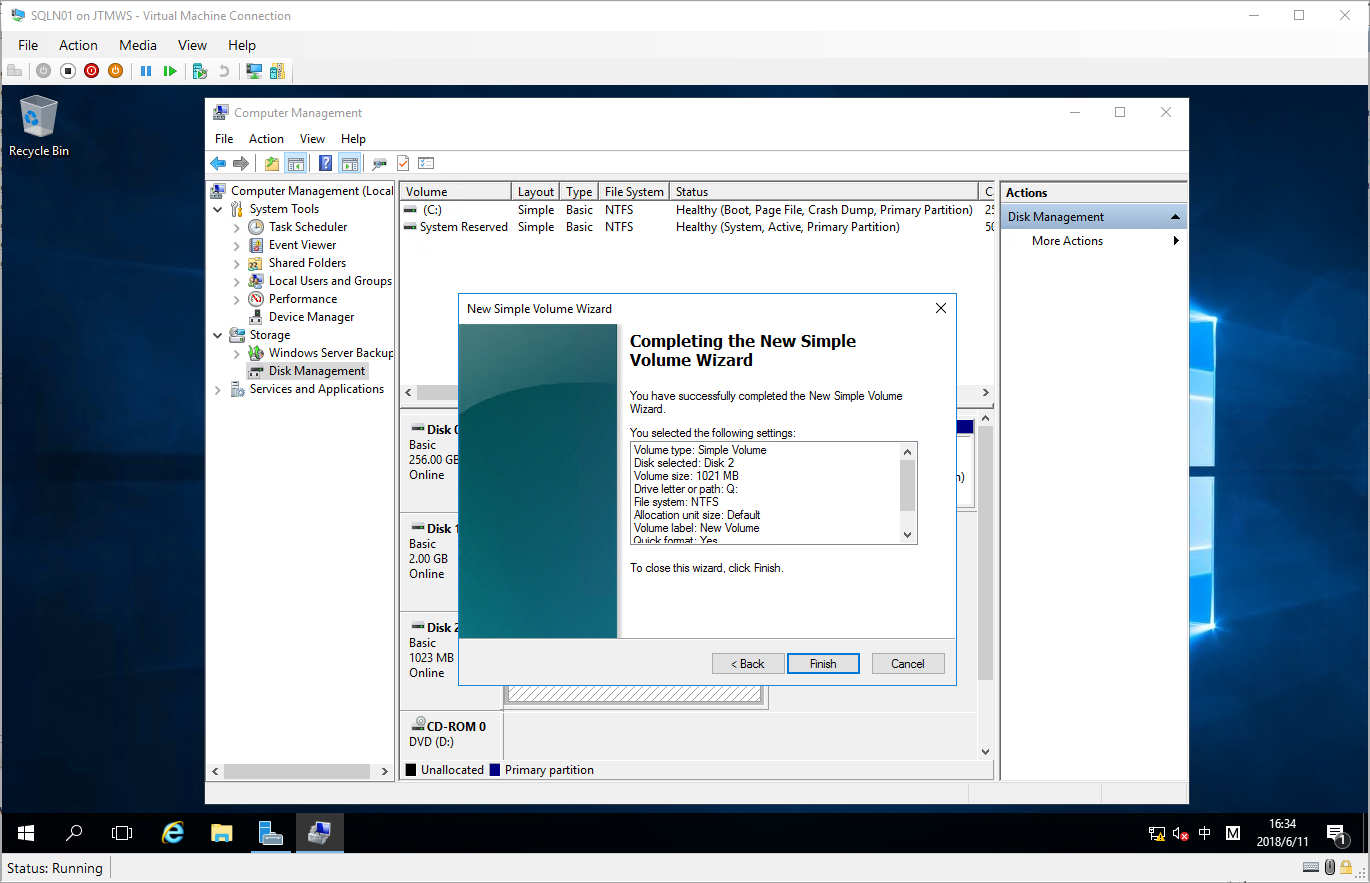 SQLN01 on JTMWS - Virtual Machine Connection
File Action Media View Help
Recycle Bin
Computer Management
File Action View Help
Computer Management (Local
System Tools
Task Scheduler
Event Viewer
Shared Folders
Local Users and Groups
Performance
Device Manager
Storage
Windows Server Backup
Disk Management
Services and Applications
Volume Layout Type File System Status C
(C:) Simple Basic NTFS Healthy (Boot, Page File, Crash Dump, Primary Partition) 25
System Reserved Simple Basic NTFS Healthy (System, Active, Primary Partition) 50
Actions
Disk Management
More Actions
New Simple Volume Wizard
Completing the New Simple
Volume Wizard
You have successfully completed the New Simple Volume
Wizard.
You selected the following settings:
Volume type: Simple Volume
Disk selected: Disk 2
Volume size: 1021 MB
Drive letter or path: Q:
File system: NTFS
Allocation unit size: Default
Volume label: New Volume
Quick format: Yes
To close this wizard, click Finish.
< Back Finish Cancel
Disk 0
Basic
256.00 GB
Online
n)
Disk 1
Basic
2.00 GB
Online
Disk 2
Basic
1023 MB
Online
CD-ROM 0
DVD (D:)
Unallocated Primary partition
中 M
16:34
2018/6/11
1
Status: Running